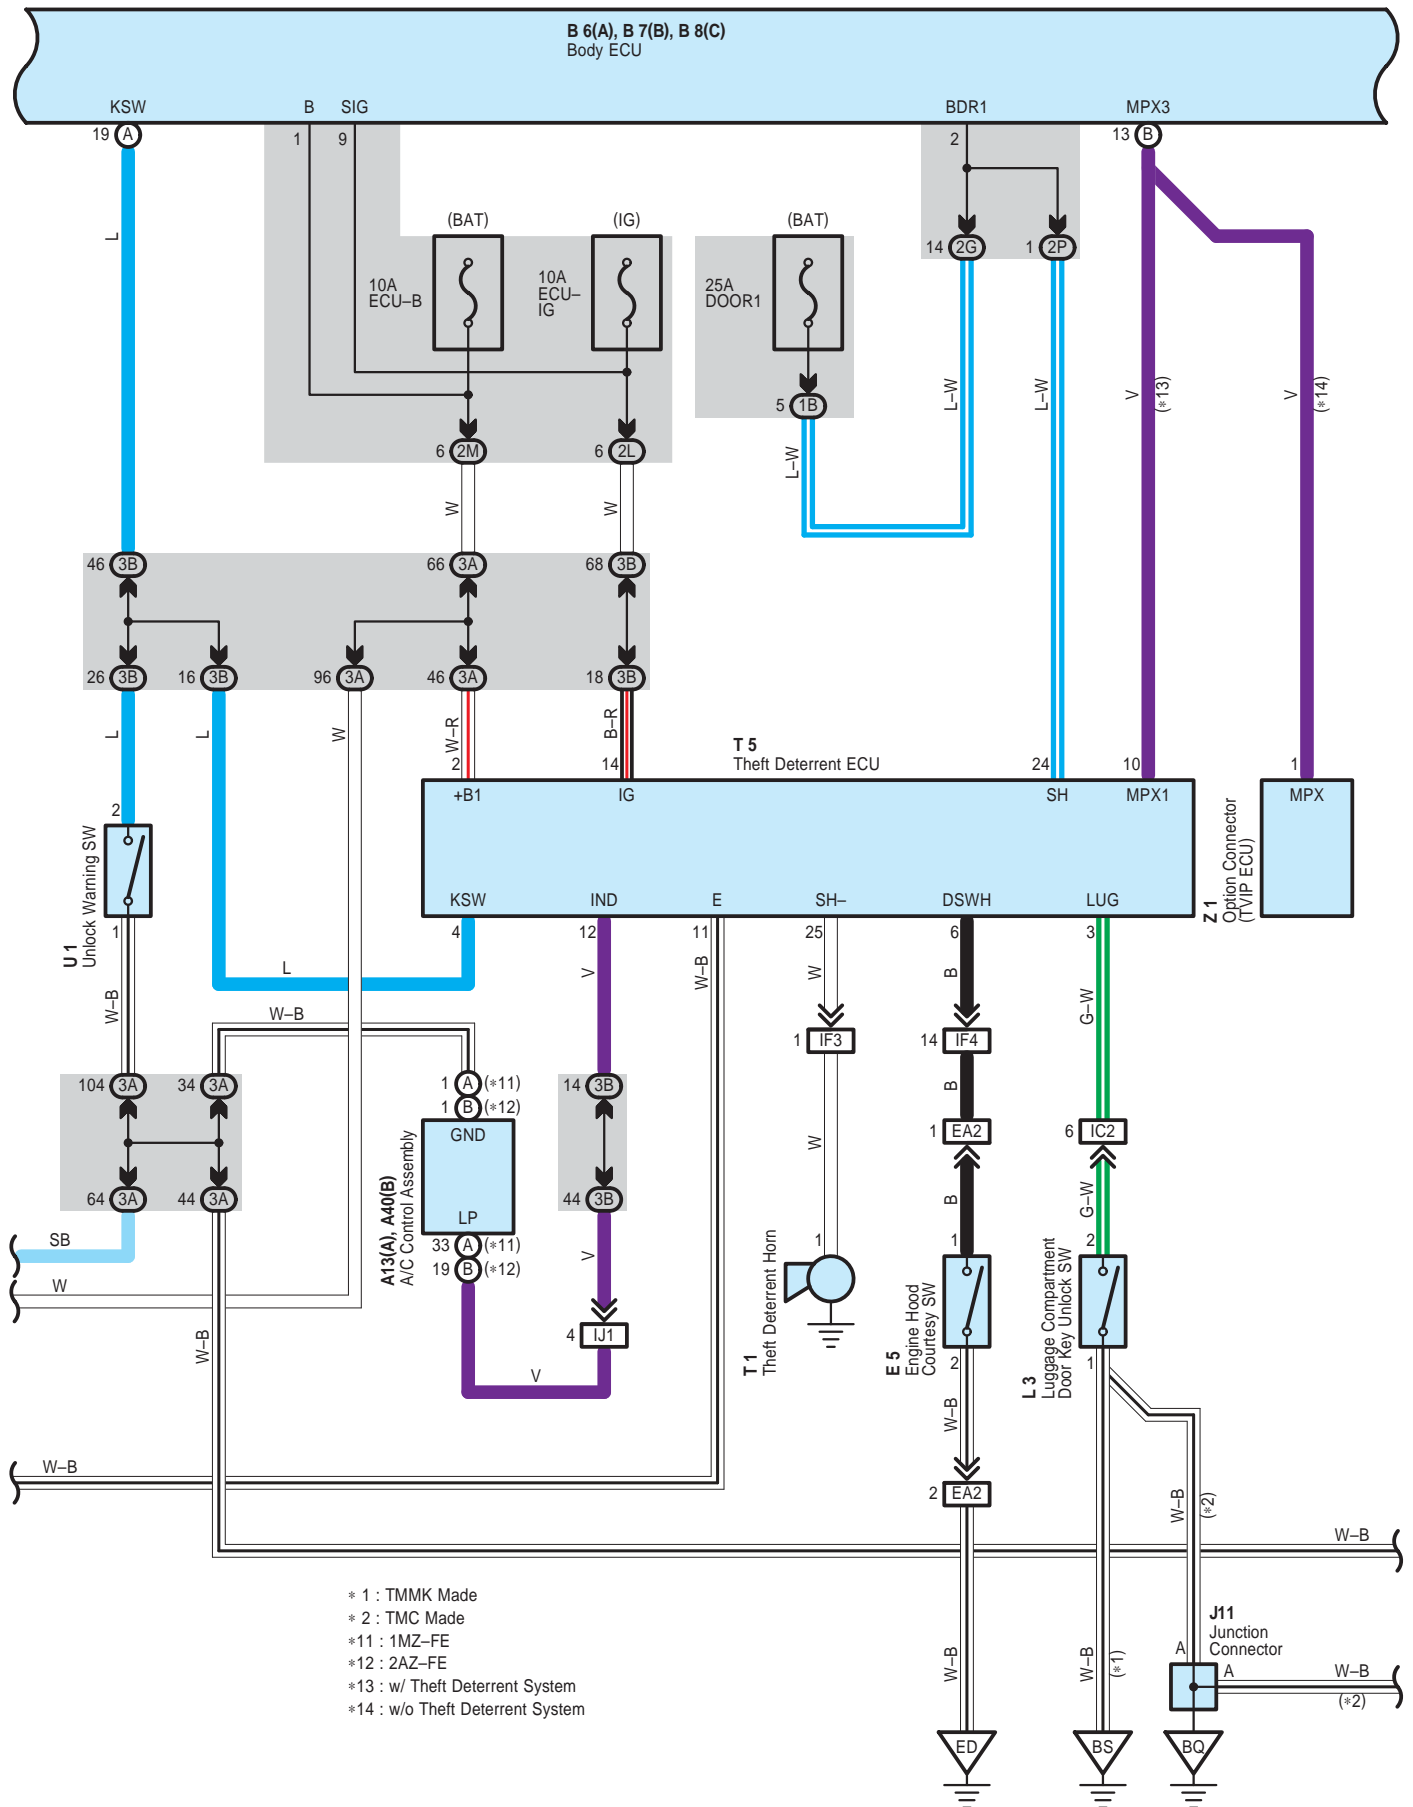 B 6(A), B 7(B), B 8(C)
Body ECU
KSW B SIG BDR1 MPX3
19 A 1 9 2 13 B
L
(BAT) (IG) (BAT)
14 2G 1 2P
10A
ECU–B
10A
ECU–
IG
25A
DOOR1
5 1B
L–W L–W L–W
V (∗13) V (∗14)
6 2M 6 2L
W W
46 3B 66 3A 68 3B
26 3B 16 3B 96 3A 46 3A 18 3B
L L W W–R B–R
T 5
Theft Deterrent ECU
2 14 24 10 1
+B1 IG SH MPX1 MPX
Z 1
Option Connector
(TVIP ECU)
2
U 1
Unlock Warning SW
1
KSW IND E SH– DSWH LUG
4 12 11 25 6 3
L V W–B W B G–W
W–B W–B
1 IF3 14 IF4
B
104 3A 34 3A 1 A (∗11) 14 3B
1 B (∗12)
GND
1 EA2 6 IC2
A13(A), A40(B)
A/C Control Assembly
W B G–W
64 3A 44 3A LP 44 3B
33 A (∗11)
19 B (∗12)
SB
W
V
1 1 2
T 1
Theft Deterrent Horn
E 5
Engine Hood
Courtesy SW
L 3
Luggage Compartment
Door Key Unlock SW
4 IJ1
W–B
V
2 1
W–B
W–B
2 EA2
W–B (∗2)
W–B
∗ 1 : TMMK Made
∗ 2 : TMC Made
∗11 : 1MZ–FE
∗12 : 2AZ–FE
∗13 : w/ Theft Deterrent System
∗14 : w/o Theft Deterrent System
J11
Junction
Connector
W–B W–B (∗1)
A A W–B
(∗2)
ED BS BQ